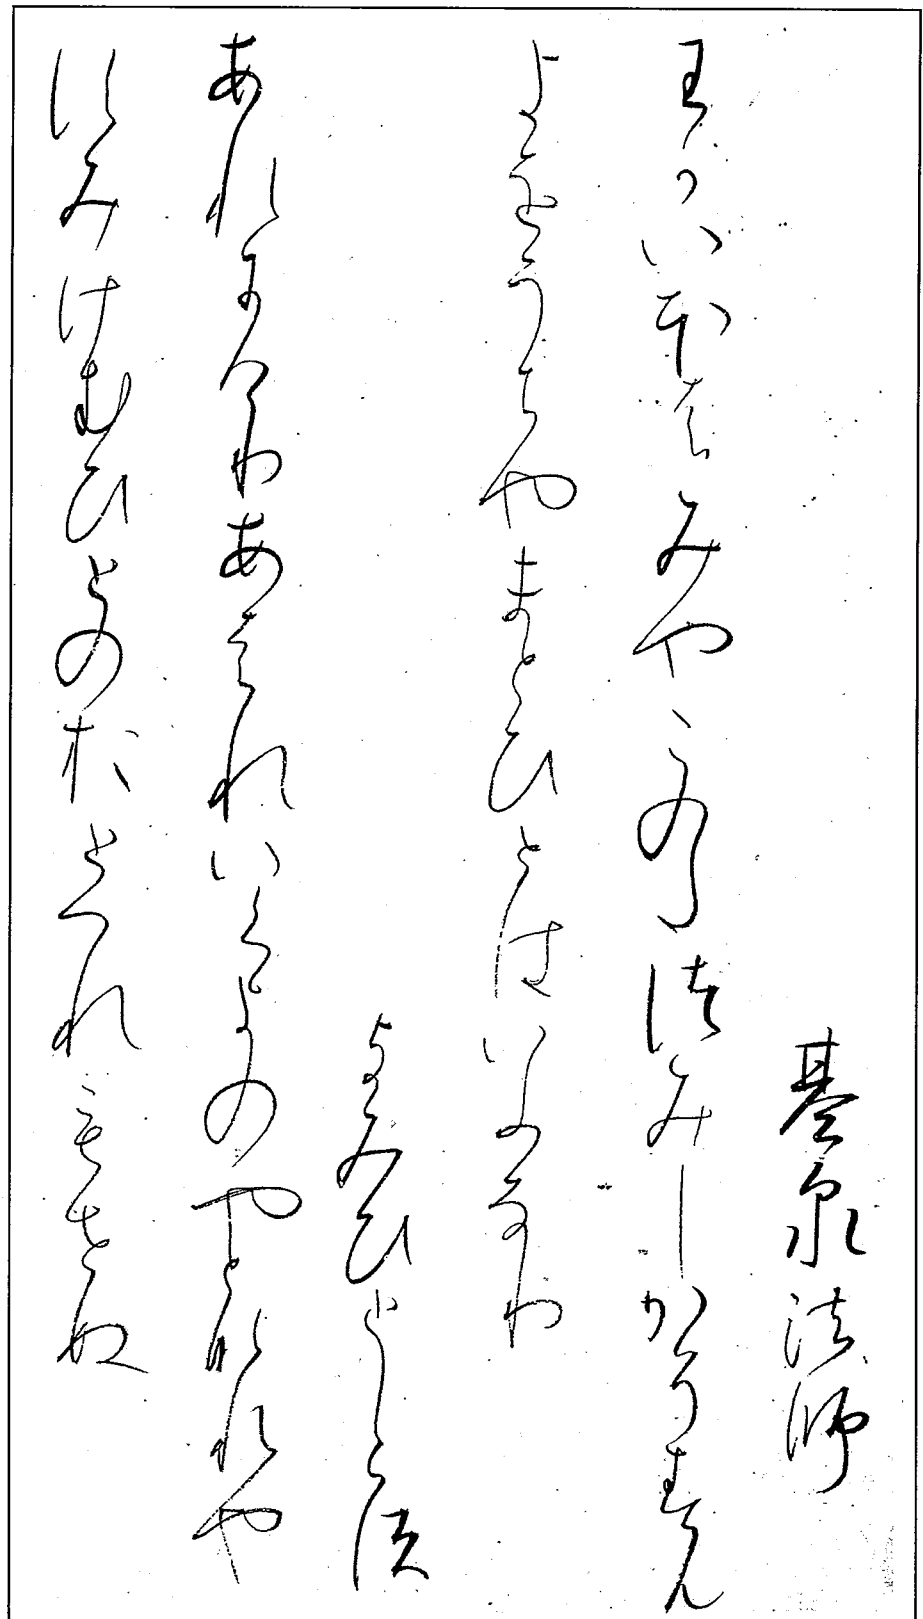 基泉法師
わかいほはみやこのたつみしかそすむ
よをうちやまとひとはいふなり
よみひとしらす
あれにけりあはれいくよのやとなれや
すみけむひとのおとつれもせぬ